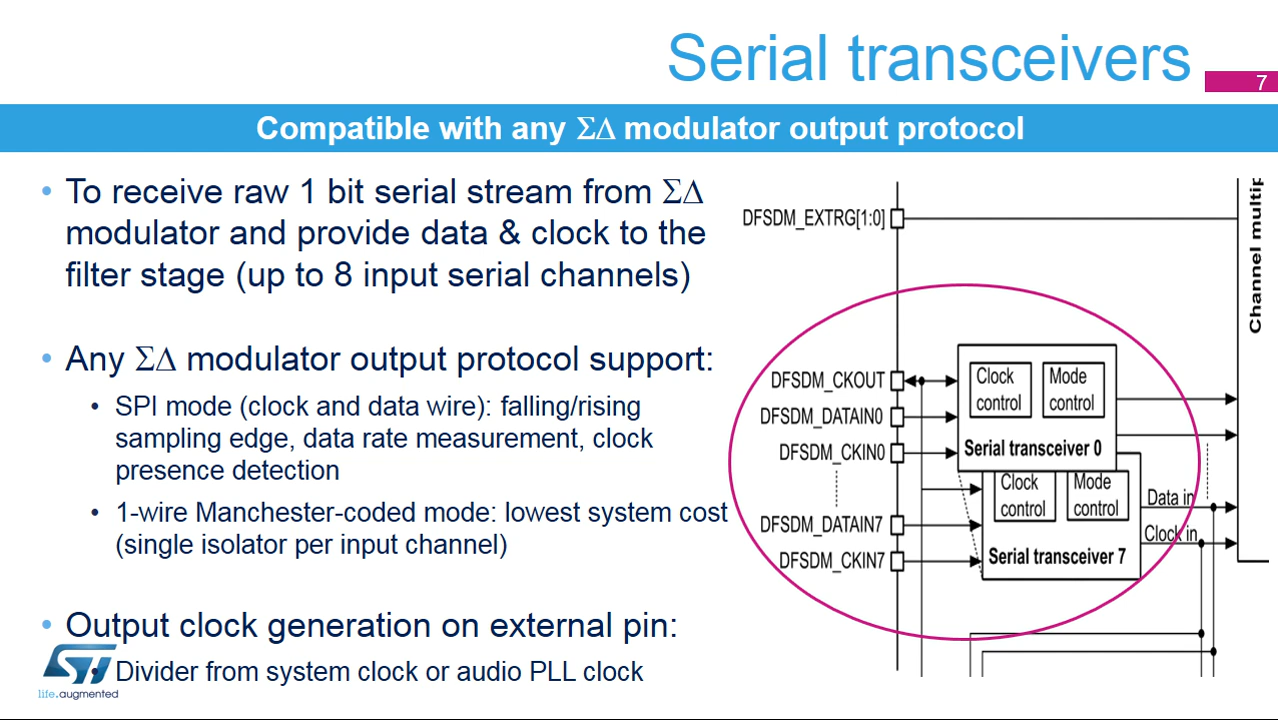 Serial transceivers
7
Compatible with any ΣΔ modulator output protocol
• To receive raw 1 bit serial stream from ΣΔ
modulator and provide data & clock to the
filter stage (up to 8 input serial channels)
• Any ΣΔ modulator output protocol support:
• SPI mode (clock and data wire): falling/rising
sampling edge, data rate measurement, clock
presence detection
• 1-wire Manchester-coded mode: lowest system cost
(single isolator per input channel)
• Output clock generation on external pin:
• Divider from system clock or audio PLL clock
ST
life.augmented
DFSDM_EXTRG[1:0]
DFSDM_CKOUT
DFSDM_DATAIN0
DFSDM_CKIN0
DFSDM_DATAIN7
DFSDM_CKIN7
Clock
control
Mode
control
Serial transceiver 0
Clock
control
Mode
control
Serial transceiver 7
Data in
Clock in
Channel